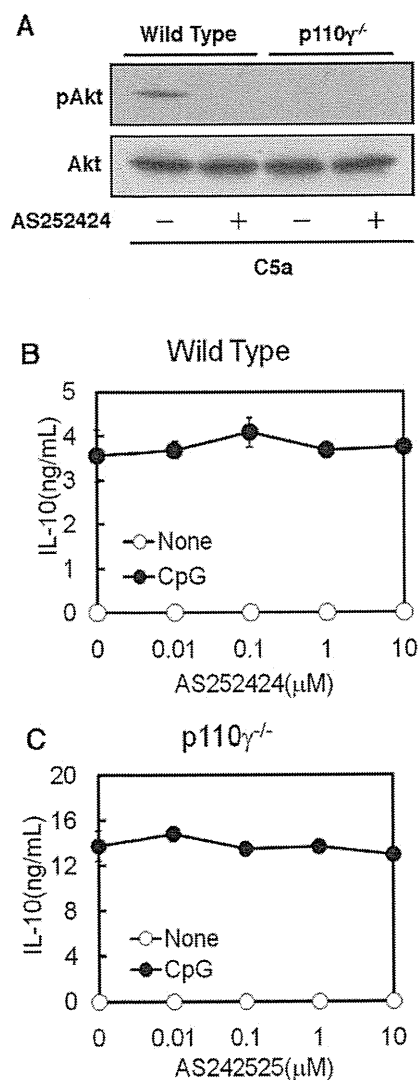 A
Wild Type p110γ-/-
pAkt
Akt
AS252424 − + − +
C5a
B Wild Type
5
4
3
2
1
0
IL-10(ng/mL)
None
CpG
0 0.01 0.1 1 10
AS252424(μM)
C p110γ-/-
20
16
12
8
4
0
IL-10(ng/mL)
None
CpG
0 0.01 0.1 1 10
AS242525(μM)